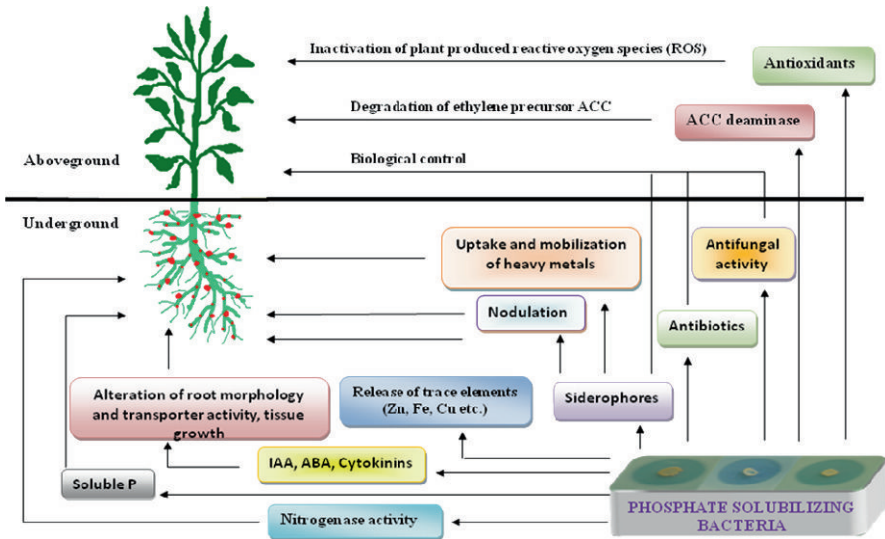 Inactivation of plant produced reactive oxygen species (ROS)
Antioxidants
Degradation of ethylene precursor ACC
ACC deaminase
Aboveground
Biological control
Underground
Uptake and mobilization
of heavy metals
Antifungal
activity
Nodulation
Antibiotics
Alteration of root morphology
and transporter activity, tissue
growth
Release of trace elements
(Zn, Fe, Cu etc.)
Siderophores
IAA, ABA, Cytokinins
Soluble P
PHOSPHATE SOLUBILIZING
BACTERIA
Nitrogenase activity